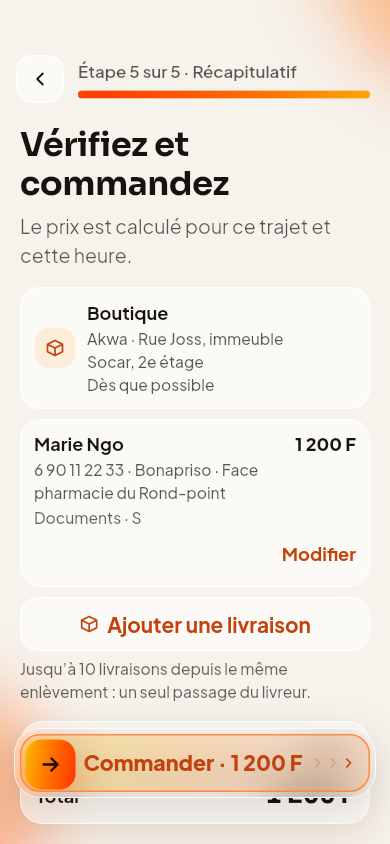 Étape 5 sur 5 · Récapitulatif
Vérifiez et
commandez
Le prix est calculé pour ce trajet et
cette heure.
Boutique
Akwa · Rue Joss, immeuble
Socar, 2e étage
Dès que possible
Marie Ngo 1 200 F
6 90 11 22 33 · Bonapriso · Face
pharmacie du Rond-point
Documents · S
Modifier
Ajouter une livraison
Jusqu’à 10 livraisons depuis le même
enlèvement : un seul passage du livreur.
Commander · 1 200 F
Total 1 200 F